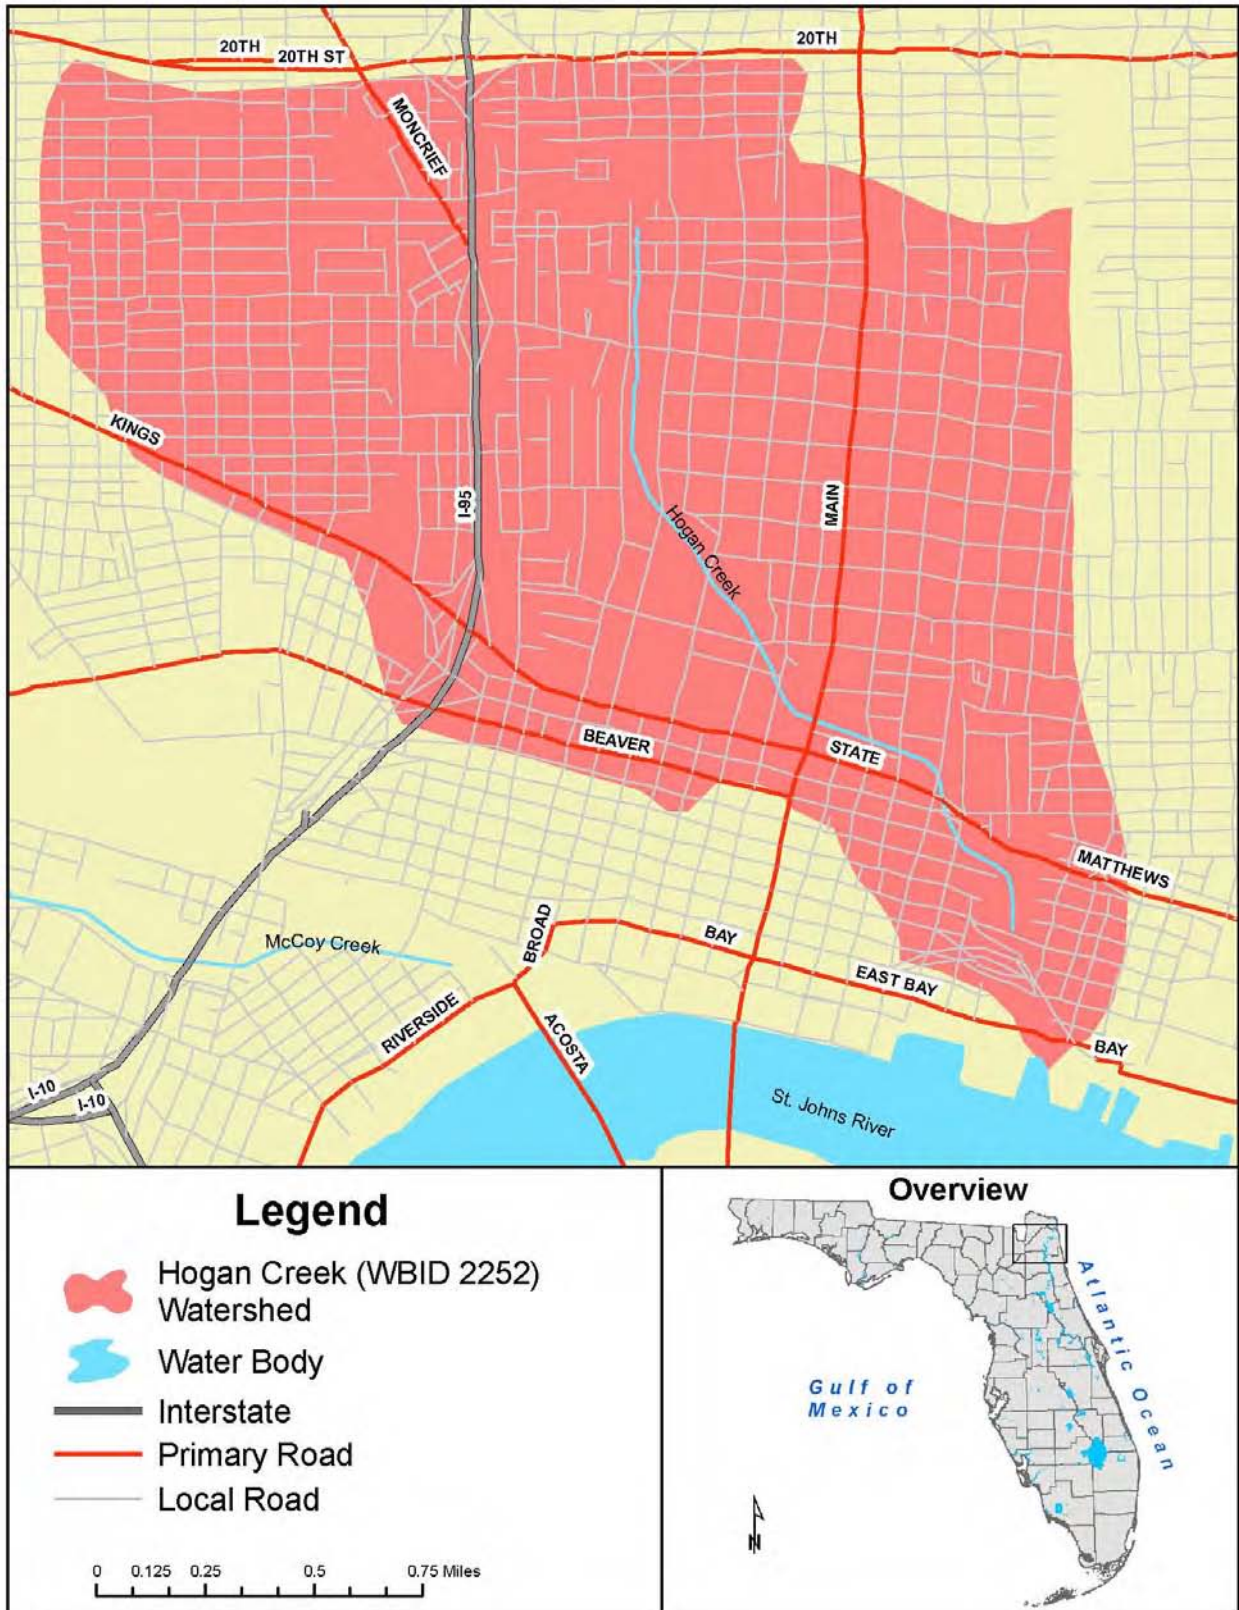 20TH
20TH ST
20TH
MONCRIEF
KINGS
I-95
MAIN
Hogan Creek
BEAVER
STATE
MATTHEWS
McCoy Creek
BROAD
BAY
EAST BAY
RIVERSIDE
ACOSTA
BAY
I-10
I-10
St. Johns River
Legend
Hogan Creek (WBID 2252)
Watershed
Water Body
Interstate
Primary Road
Local Road
0 0.125 0.25 0.5 0.75 Miles
Overview
Atlantic Ocean
Gulf of
Mexico
N